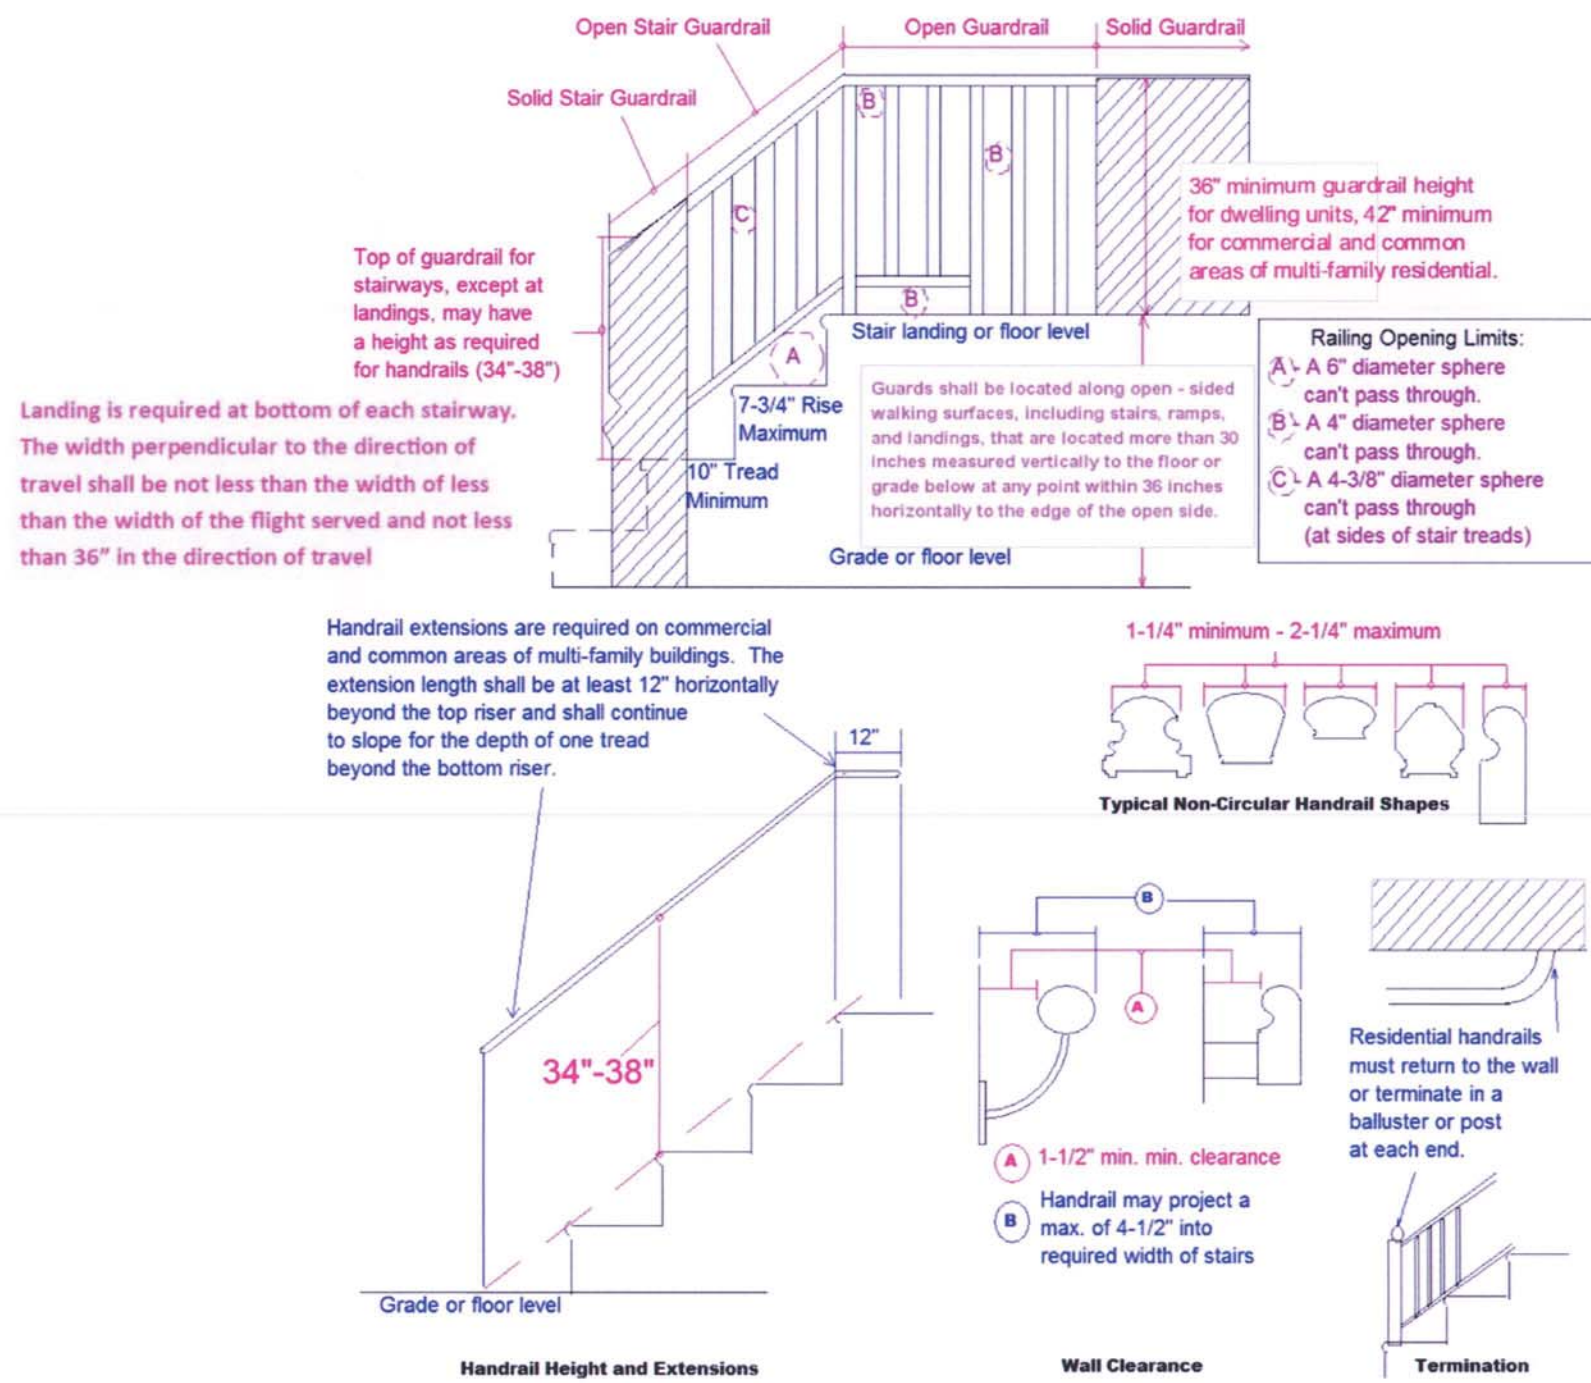 Open Stair Guardrail
Open Guardrail
Solid Guardrail
Solid Stair Guardrail
B
B
C
B
A
36" minimum guardrail height
for dwelling units, 42" minimum
for commercial and common
areas of multi-family residential.
Top of guardrail for
stairways, except at
landings, may have
a height as required
for handrails (34"-38")
Stair landing or floor level
Landing is required at bottom of each stairway.
The width perpendicular to the direction of
travel shall be not less than the width of less
than the width of the flight served and not less
than 36" in the direction of travel
7-3/4" Rise
Maximum
10" Tread
Minimum
Guards shall be located along open - sided
walking surfaces, including stairs, ramps,
and landings, that are located more than 30
inches measured vertically to the floor or
grade below at any point within 36 inches
horizontally to the edge of the open side.
Grade or floor level
Railing Opening Limits:
A - A 6" diameter sphere
can't pass through.
B - A 4" diameter sphere
can't pass through.
C - A 4-3/8" diameter sphere
can't pass through
(at sides of stair treads)
Handrail extensions are required on commercial
and common areas of multi-family buildings. The
extension length shall be at least 12" horizontally
beyond the top riser and shall continue
to slope for the depth of one tread
beyond the bottom riser.
12"
34"-38"
Grade or floor level
Handrail Height and Extensions
1-1/4" minimum - 2-1/4" maximum
Typical Non-Circular Handrail Shapes
B
A
A 1-1/2" min. min. clearance
B Handrail may project a
max. of 4-1/2" into
required width of stairs
Wall Clearance
Residential handrails
must return to the wall
or terminate in a
balluster or post
at each end.
Termination